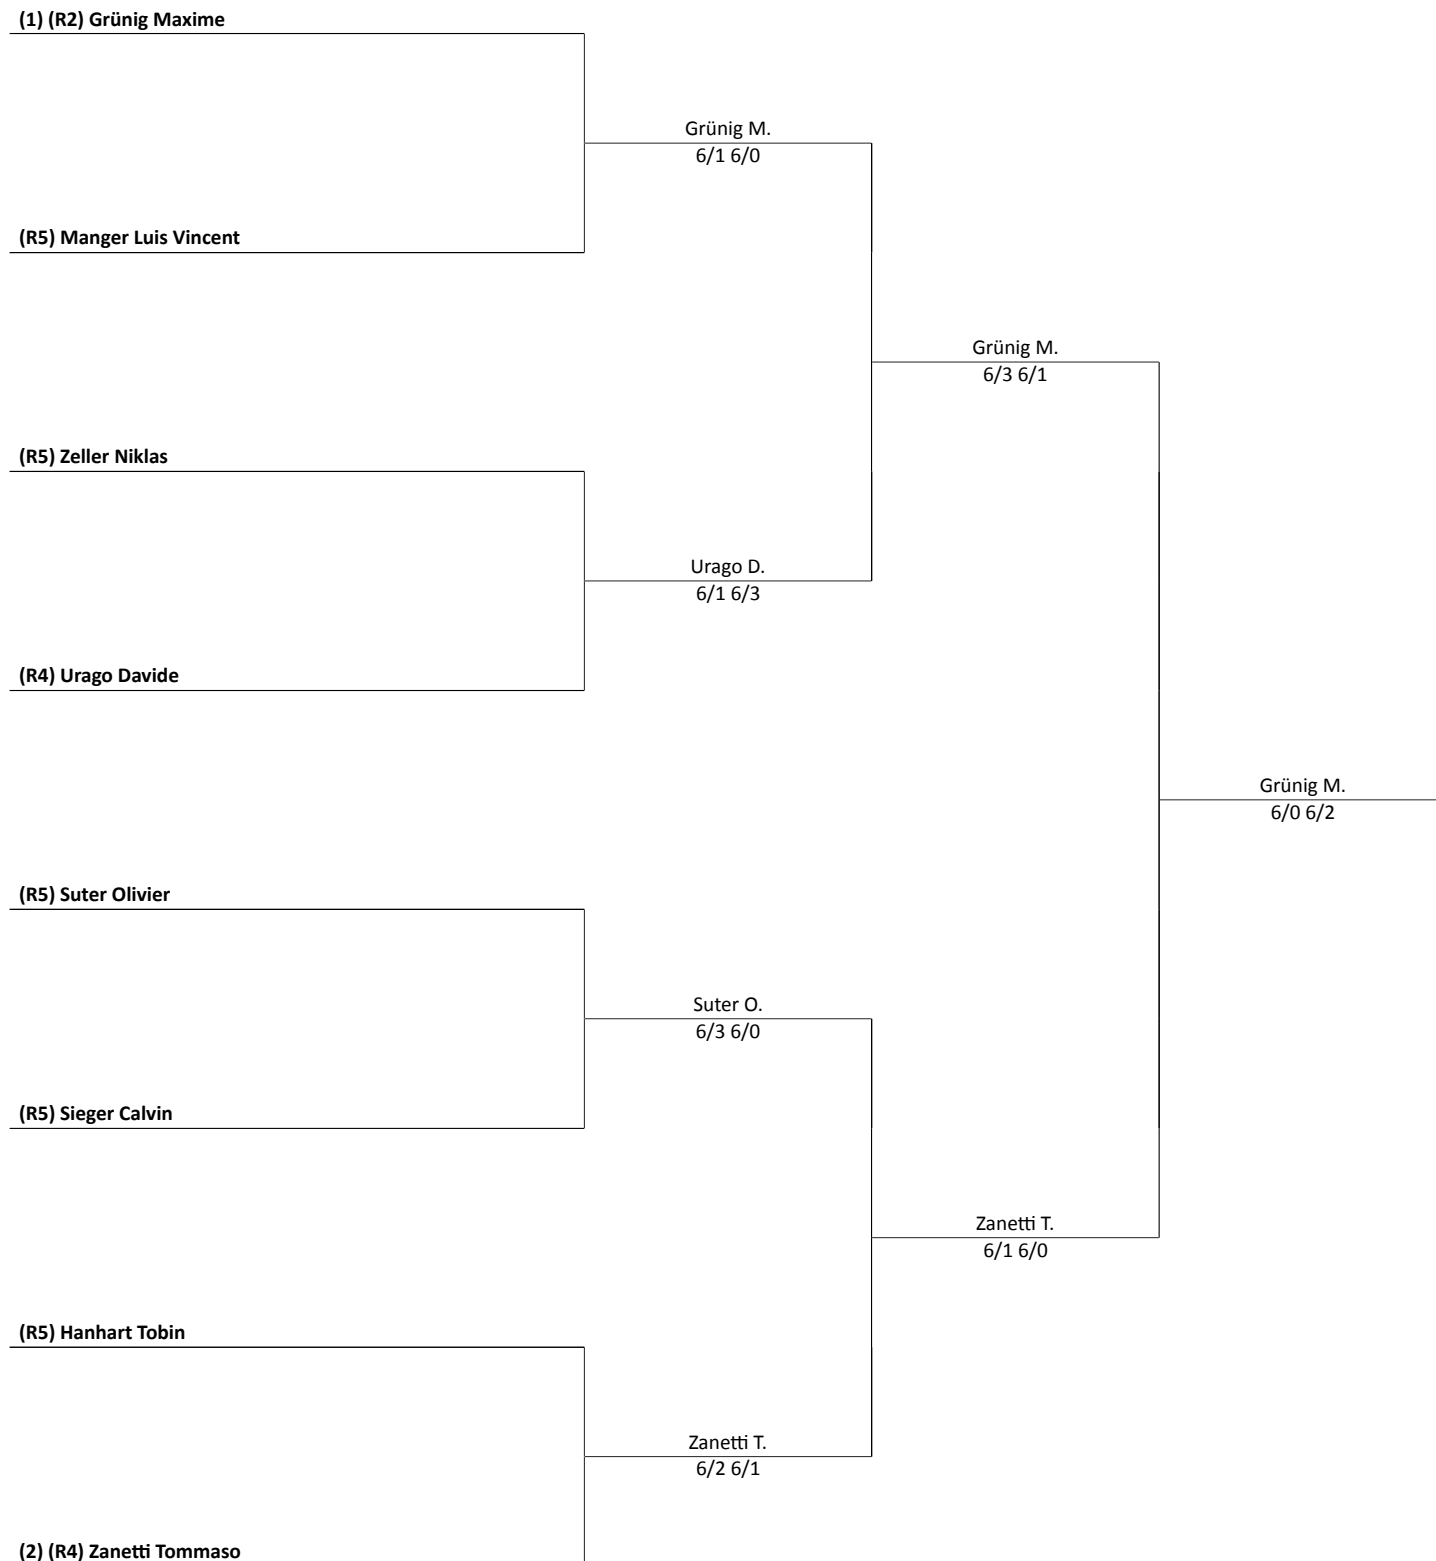 (1) (R2) Grünig Maxime
Grünig M.
6/1 6/0
(R5) Manger Luis Vincent
Grünig M.
6/3 6/1
(R5) Zeller Niklas
Urago D.
6/1 6/3
(R4) Urago Davide
Grünig M.
6/0 6/2
(R5) Suter Olivier
Suter O.
6/3 6/0
(R5) Sieger Calvin
Zanetti T.
6/1 6/0
(R5) Hanhart Tobin
Zanetti T.
6/2 6/1
(2) (R4) Zanetti Tommaso